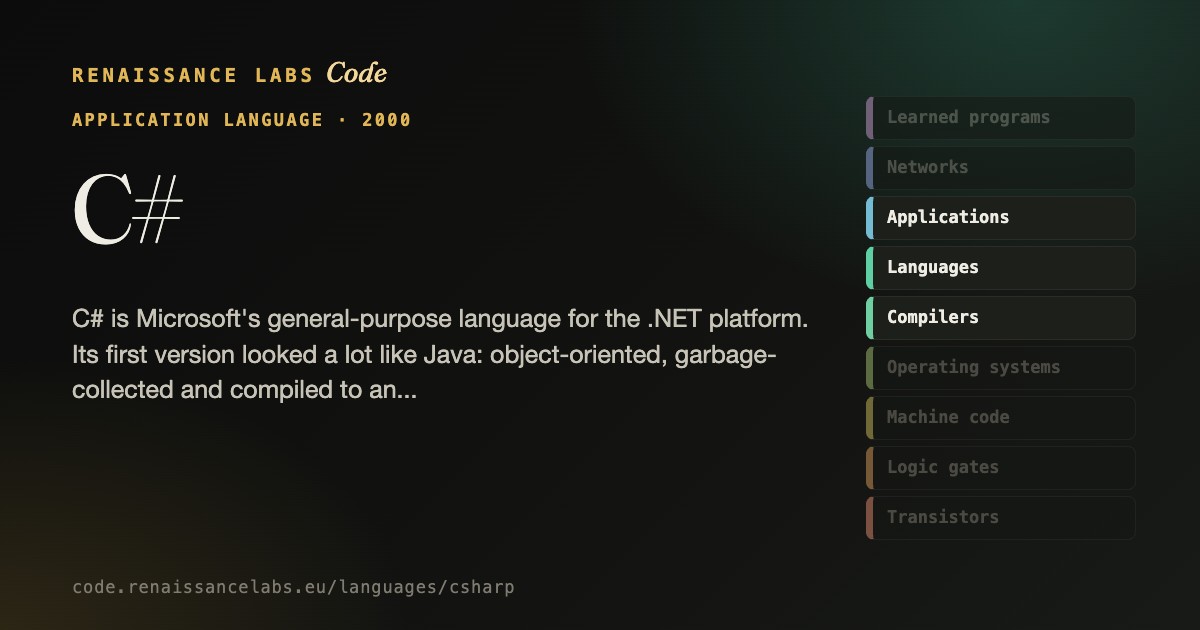 RENAISSANCE LABS Code
APPLICATION LANGUAGE · 2000
C#
C# is Microsoft's general-purpose language for the .NET platform.
Its first version looked a lot like Java: object-oriented, garbage-
collected and compiled to an...
code.renaissancelabs.eu/languages/csharp
Learned programs
Networks
Applications
Languages
Compilers
Operating systems
Machine code
Logic gates
Transistors